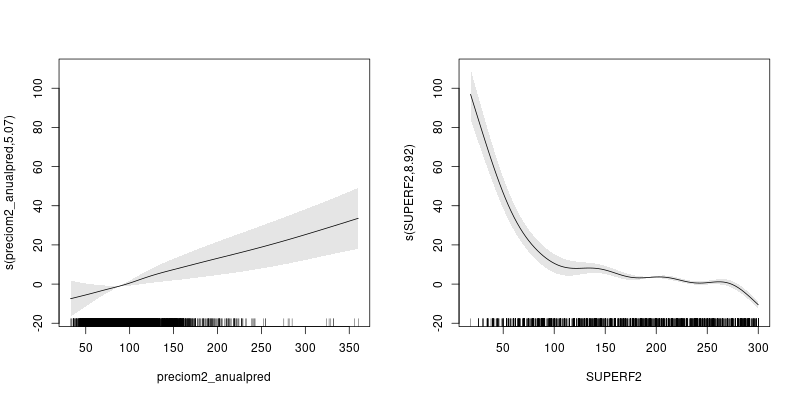 s(preciom2_anualpred,5.07)
-20 0 20 40 60 80 100
50 100 150 200 250 300 350
preciom2_anualpred
s(SUPERF2,8.92)
-20 0 20 40 60 80 100
50 100 150 200 250 300
SUPERF2